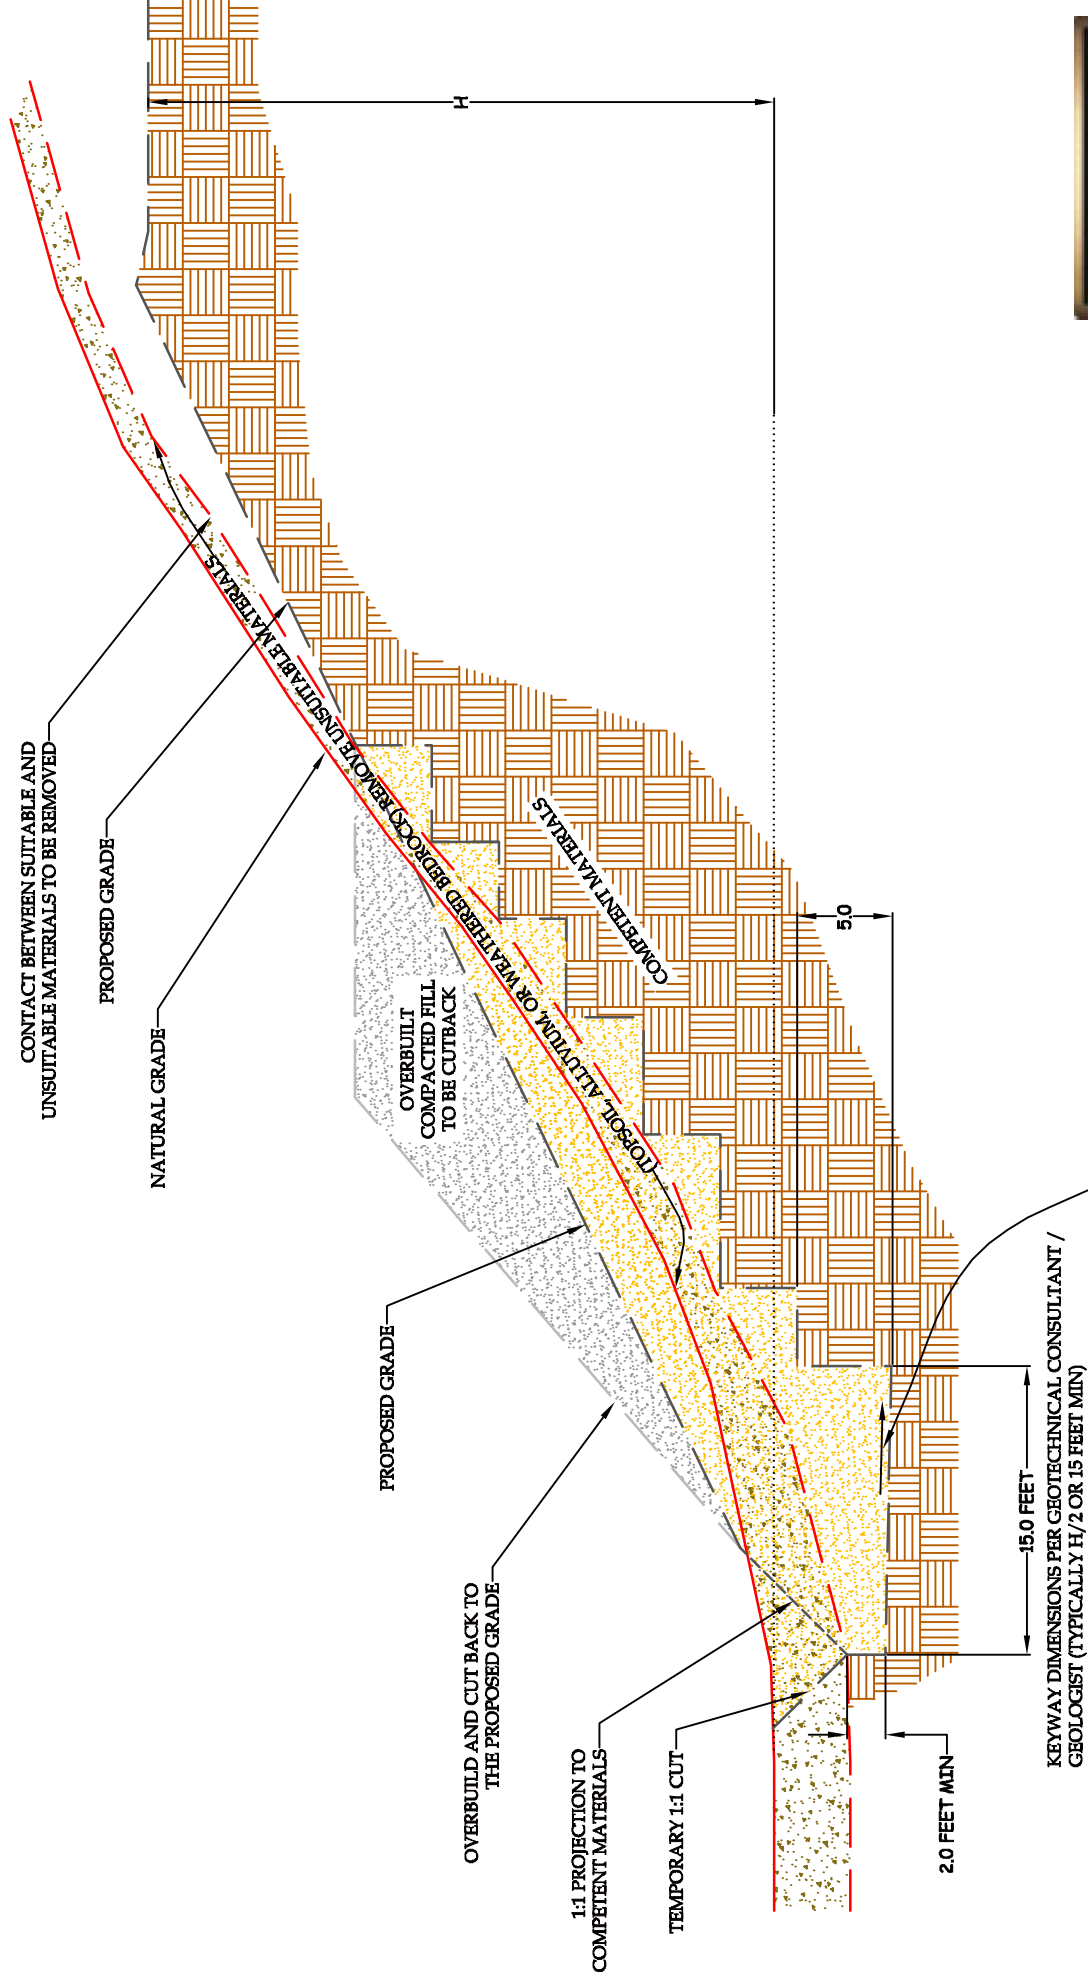 CONTACT BETWEEN SUITABLE AND
UNSUITABLE MATERIALS TO BE REMOVED
PROPOSED GRADE
NATURAL GRADE
H
REMOVE UNSUITABLE MATERIALS
(TOPSOIL, ALLUVIUM, OR WEATHERED BEDROCK)
COMPETENT MATERIALS
OVERBUILT
COMPACTED FILL
TO BE CUTBACK
5.0
PROPOSED GRADE
OVERBUILD AND CUT BACK TO
THE PROPOSED GRADE
1:1 PROJECTION TO
COMPETENT MATERIALS
TEMPORARY 1:1 CUT
2.0 FEET MIN
15.0 FEET
KEYWAY DIMENSIONS PER GEOTECHNICAL CONSULTANT /
GEOLOGIST (TYPICALLY H/2 OR 15 FEET MIN)